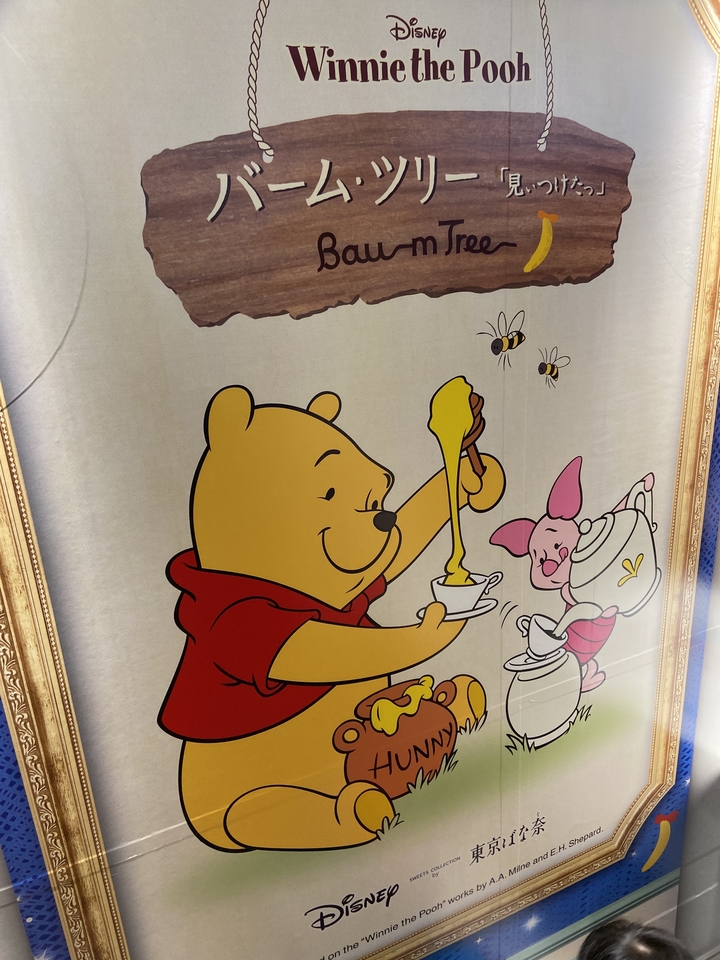 Disney
Winnie the Pooh
バーム・ツリー「見ぃつけたっ」
Baum Tree
HUNNY
SWEETS COLLECTION
by
東京ばな奈
Disney
on the "Winnie the Pooh" works by A.A. Milne and E.H. Shepard.